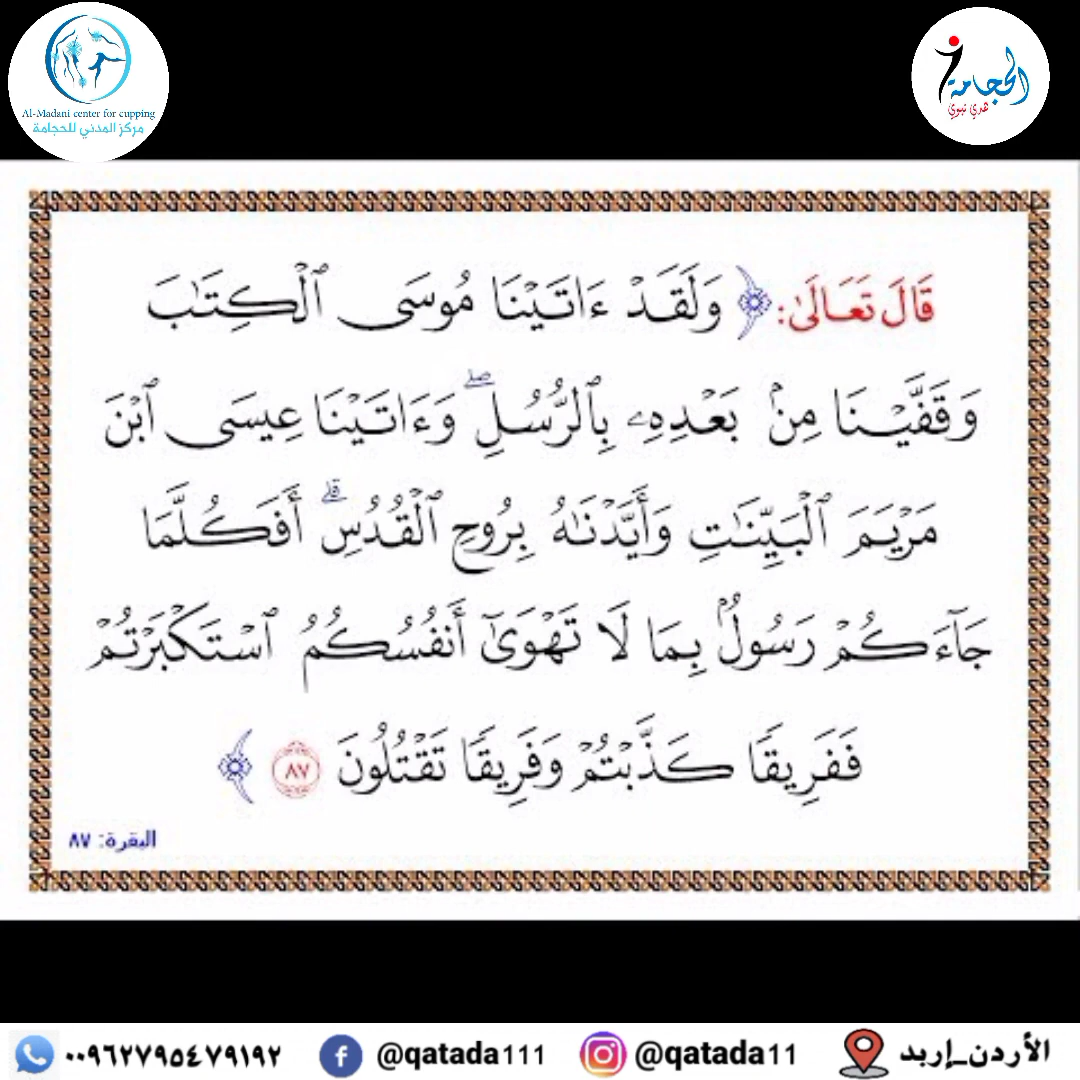 Al-Madani center for cupping
مركز المدني للحجامة
الحجامة
هدي نبوي
قَالَ تَعَالَىٰ: ﴿ وَلَقَدْ ءَاتَيْنَا مُوسَى ٱلْكِتَٰبَ
وَقَفَّيْنَا مِنۢ بَعْدِهِۦ بِٱلرُّسُلِ ۖ وَءَاتَيْنَا عِيسَى ٱبْنَ
مَرْيَمَ ٱلْبَيِّنَٰتِ وَأَيَّدْنَٰهُ بِرُوحِ ٱلْقُدُسِ ۗ أَفَكُلَّمَا
جَآءَكُمْ رَسُولٌۢ بِمَا لَا تَهْوَىٰٓ أَنفُسُكُمُ ٱسْتَكْبَرْتُمْ
فَفَرِيقًا كَذَّبْتُمْ وَفَرِيقًا تَقْتُلُونَ ٨٧ ﴾
البقرة: ٨٧
٠٠٩٦٢٧٩٥٤٧٩١٩٢ @qatada111 @qatada11 الأردن_إربد